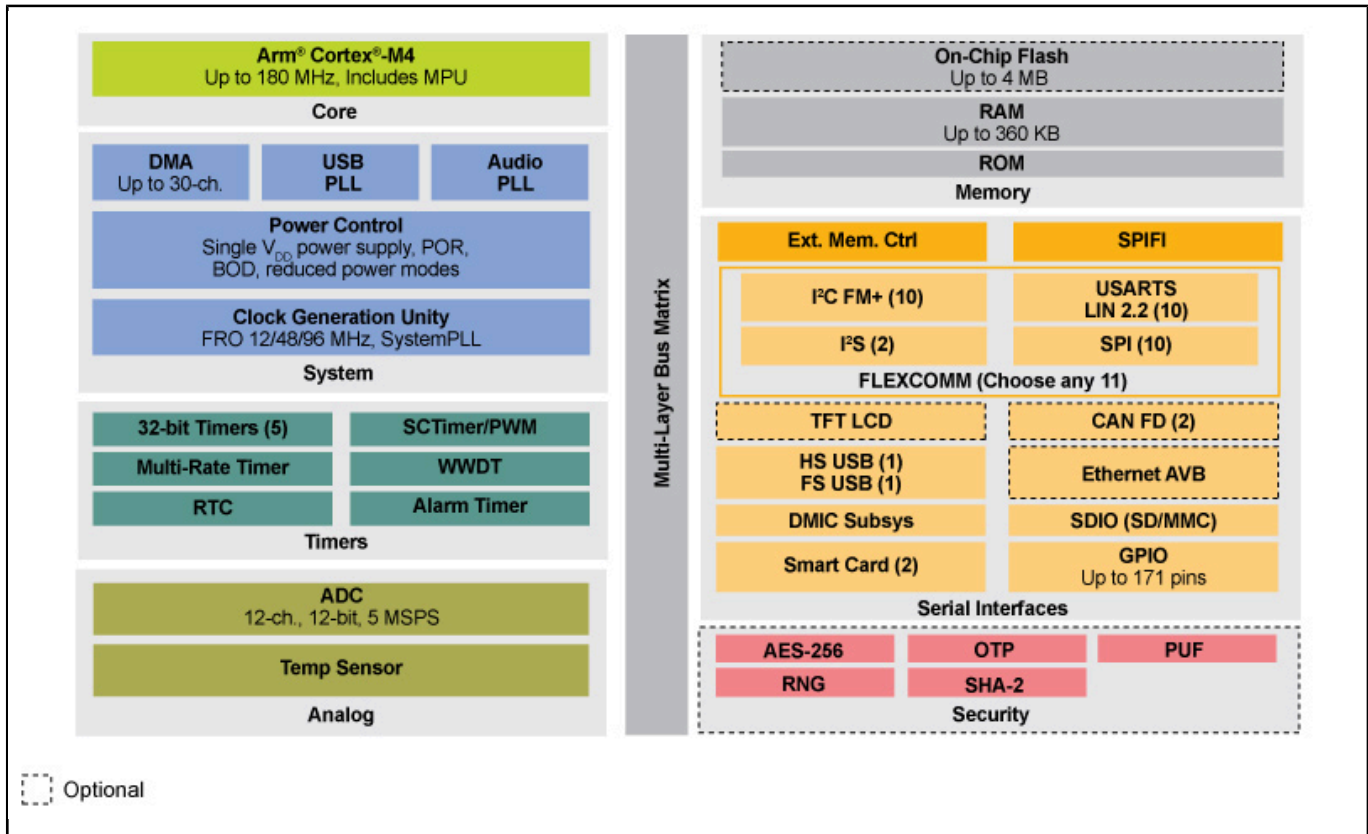 Arm® Cortex®-M4
Up to 180 MHz, Includes MPU
Core
DMA
Up to 30-ch.
USB
PLL
Audio
PLL
Power Control
Single VDD power supply, POR,
BOD, reduced power modes
Clock Generation Unity
FRO 12/48/96 MHz, SystemPLL
System
32-bit Timers (5)
SCTimer/PWM
Multi-Rate Timer
WWDT
RTC
Alarm Timer
Timers
ADC
12-ch., 12-bit, 5 MSPS
Temp Sensor
Analog
Multi-Layer Bus Matrix
On-Chip Flash
Up to 4 MB
RAM
Up to 360 KB
ROM
Memory
Ext. Mem. Ctrl
SPIFI
I²C FM+ (10)
USARTS
LIN 2.2 (10)
I²S (2)
SPI (10)
FLEXCOMM (Choose any 11)
TFT LCD
CAN FD (2)
HS USB (1)
FS USB (1)
Ethernet AVB
DMIC Subsys
SDIO (SD/MMC)
Smart Card (2)
GPIO
Up to 171 pins
Serial Interfaces
AES-256
OTP
PUF
RNG
SHA-2
Security
Optional